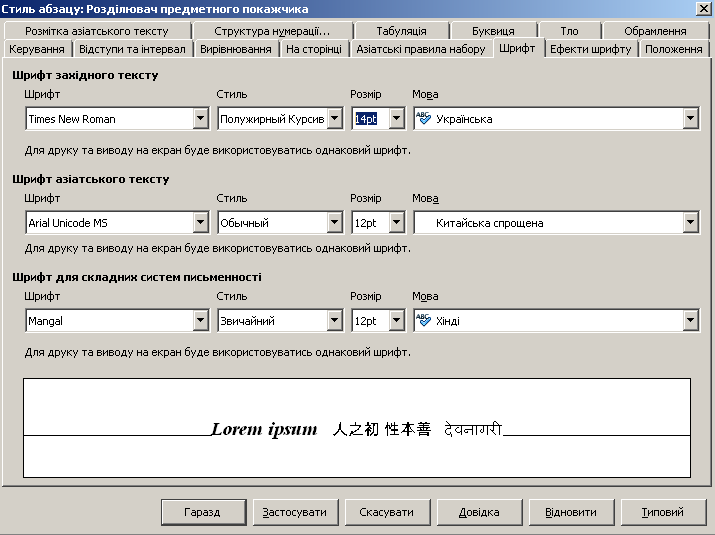 Стиль абзацу: Розділювач предметного покажчика
Розмітка азіатського тексту Структура нумерації... Табуляція Буквиця Тло Обрамлення
Керування Відступи та інтервал Вирівнювання На сторінці Азіатські правила набору Шрифт Ефекти шрифту Положення
Шрифт західного тексту
Шрифт Стиль Розмір Мова
Times New Roman Полужирный Курсив 14pt Українська
Для друку та виводу на екран буде використовуватись однаковий шрифт.
Шрифт азіатського тексту
Шрифт Стиль Розмір Мова
Arial Unicode MS Обычный 12pt Китайська спрощена
Для друку та виводу на екран буде використовуватись однаковий шрифт.
Шрифт для складних систем письменності
Шрифт Стиль Розмір Мова
Mangal Звичайний 12pt Хінді
Для друку та виводу на екран буде використовуватись однаковий шрифт.
Lorem ipsum 人之初 性本善 देवनागरी
Гаразд Застосувати Скасувати Довідка Відновити Типовий